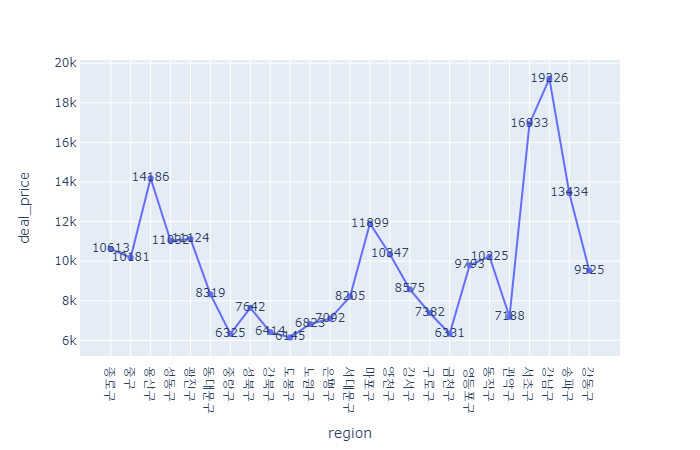 20k
18k
16k
14k
12k
10k
8k
6k
deal_price
10613
10181
14186
11124
8319
6325
7642
6414
6145
6823
7092
8205
11899
10347
8575
7382
6331
9793
10225
7188
16933
19226
13434
9525
종로구
중구
용산구
성동구
광진구
동대문구
중랑구
성북구
강북구
도봉구
노원구
은평구
서대문구
마포구
양천구
강서구
구로구
금천구
영등포구
동작구
관악구
서초구
강남구
송파구
강동구
region